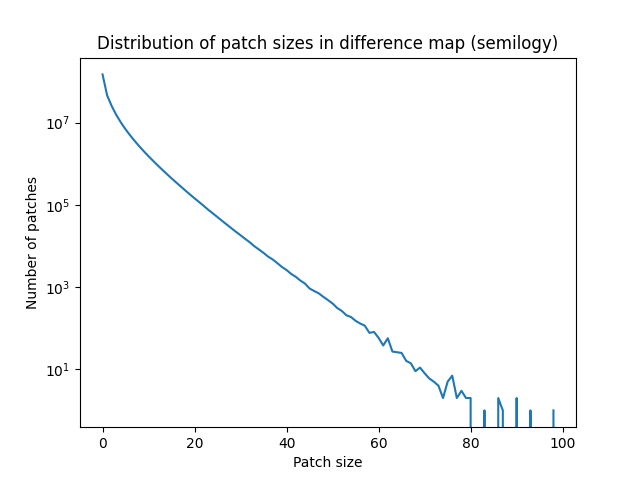 Distribution of patch sizes in difference map (semilogy)
Number of patches
10^7
10^5
10^3
10^1
0 20 40 60 80 100
Patch size